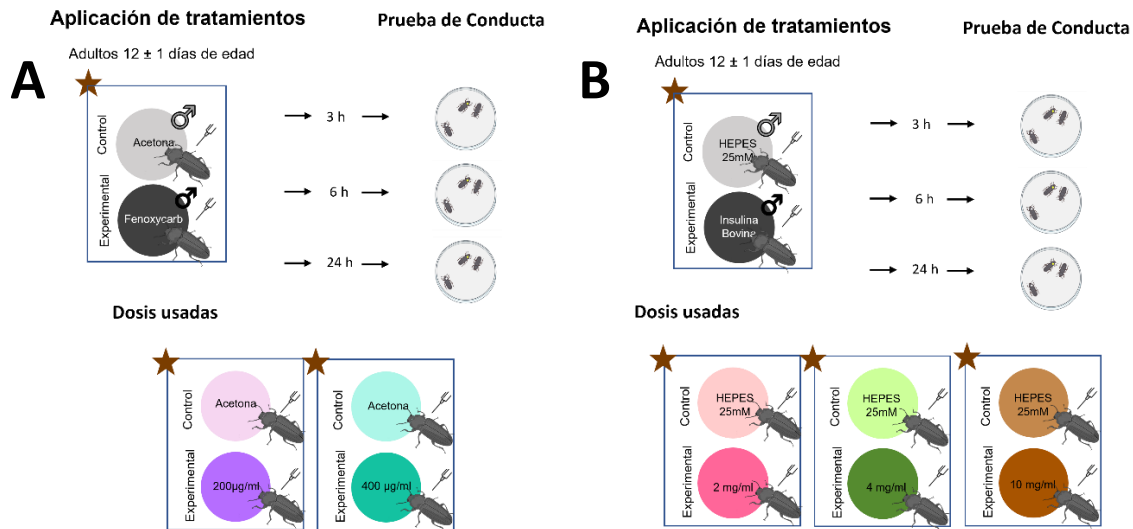 A
Aplicación de tratamientos
Prueba de Conducta
Adultos 12 ± 1 días de edad
Control
Acetona
Experimental
Fenoxycarb
3 h
6 h
24 h
Dosis usadas
Control
Acetona
Experimental
200µg/ml
Control
Acetona
Experimental
400 µg/ml
B
Aplicación de tratamientos
Prueba de Conducta
Adultos 12 ± 1 días de edad
Control
HEPES
25mM
Experimental
Insulina
Bovina
3 h
6 h
24 h
Dosis usadas
Control
HEPES
25mM
Experimental
2 mg/ml
Control
HEPES
25mM
Experimental
4 mg/ml
Control
HEPES
25mM
Experimental
10 mg/ml